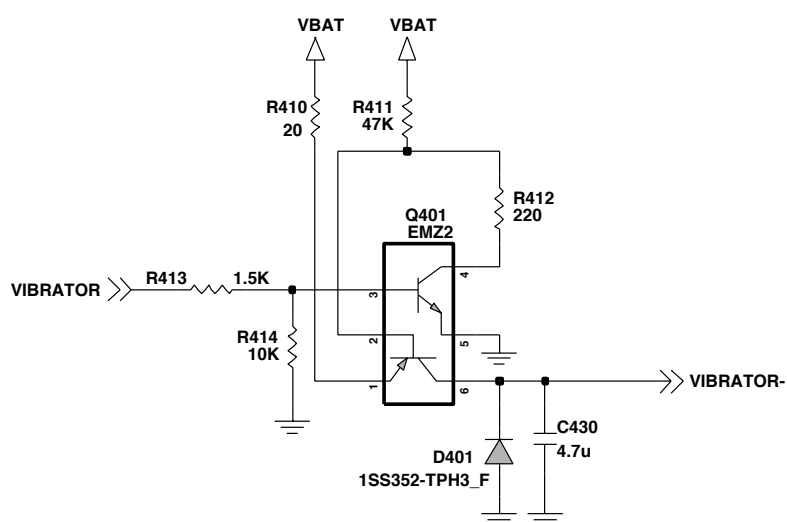 VBAT
VBAT
R410
20
R411
47K
R412
220
Q401
EMZ2
VIBRATOR
R413
1.5K
3
4
R414
10K
2
5
1
6
VIBRATOR-
D401
1SS352-TPH3_F
C430
4.7u